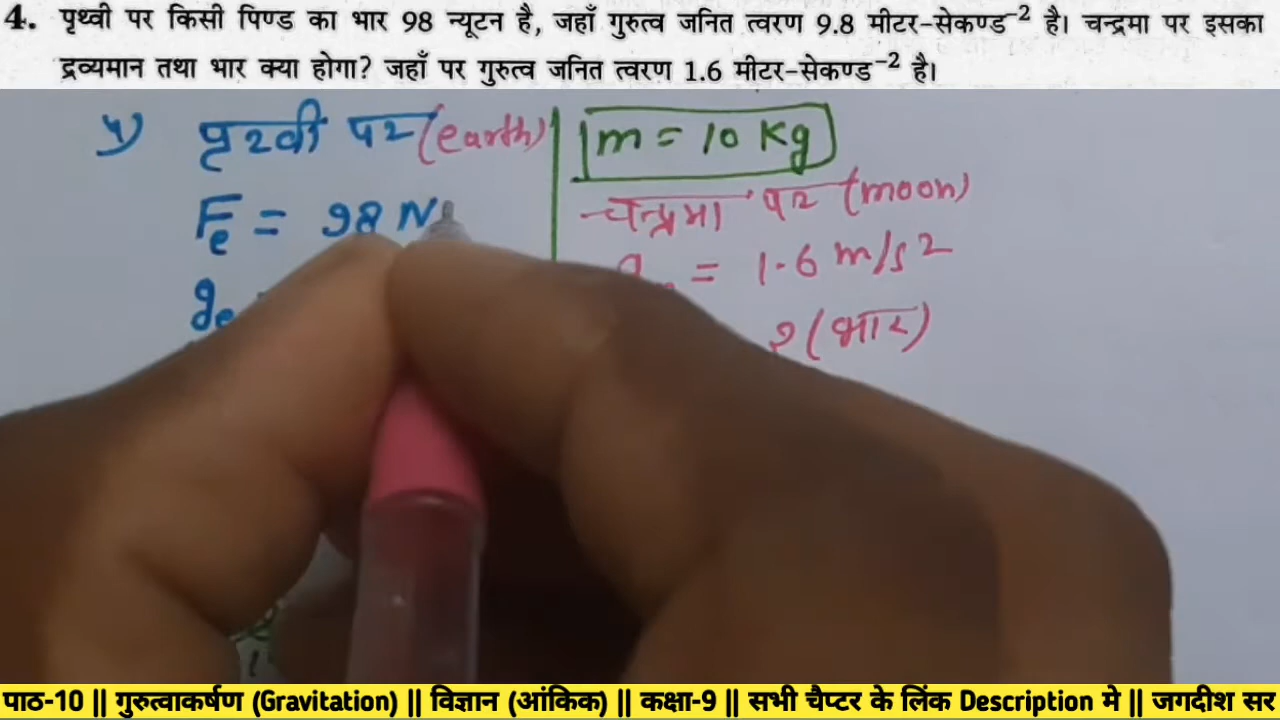 4. पृथ्वी पर किसी पिण्ड का भार 98 न्यूटन है, जहाँ गुरुत्व जनित त्वरण 9.8 मीटर-सेकण्ड⁻² है। चन्द्रमा पर इसका
द्रव्यमान तथा भार क्या होगा? जहाँ पर गुरुत्व जनित त्वरण 1.6 मीटर-सेकण्ड⁻² है।
4) पृथ्वी पर (earth)
Fe = 98 N
ge
m = 10 Kg
चन्द्रमा पर (moon)
= 1.6 m/s2
? (भार)
पाठ-10 || गुरुत्वाकर्षण (Gravitation) || विज्ञान (आंकिक) || कक्षा-9 || सभी चैप्टर के लिंक Description मे || जगदीश सर